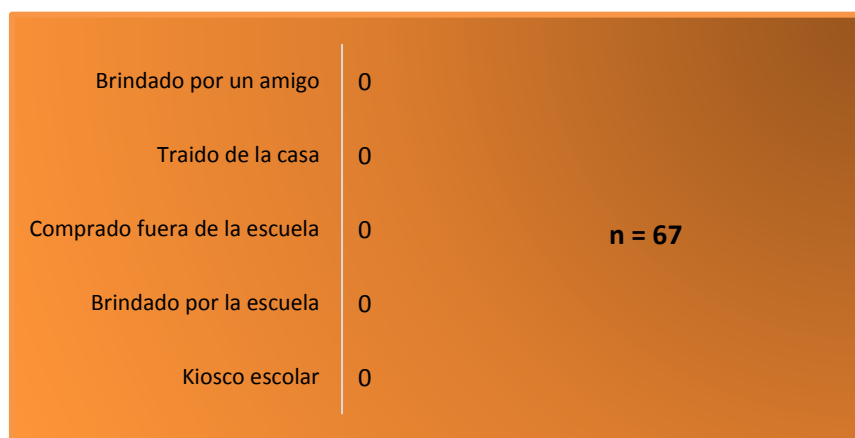 Brindado por un amigo 0
Traido de la casa 0
Comprado fuera de la escuela 0
n = 67
Brindado por la escuela 0
Kiosco escolar 0